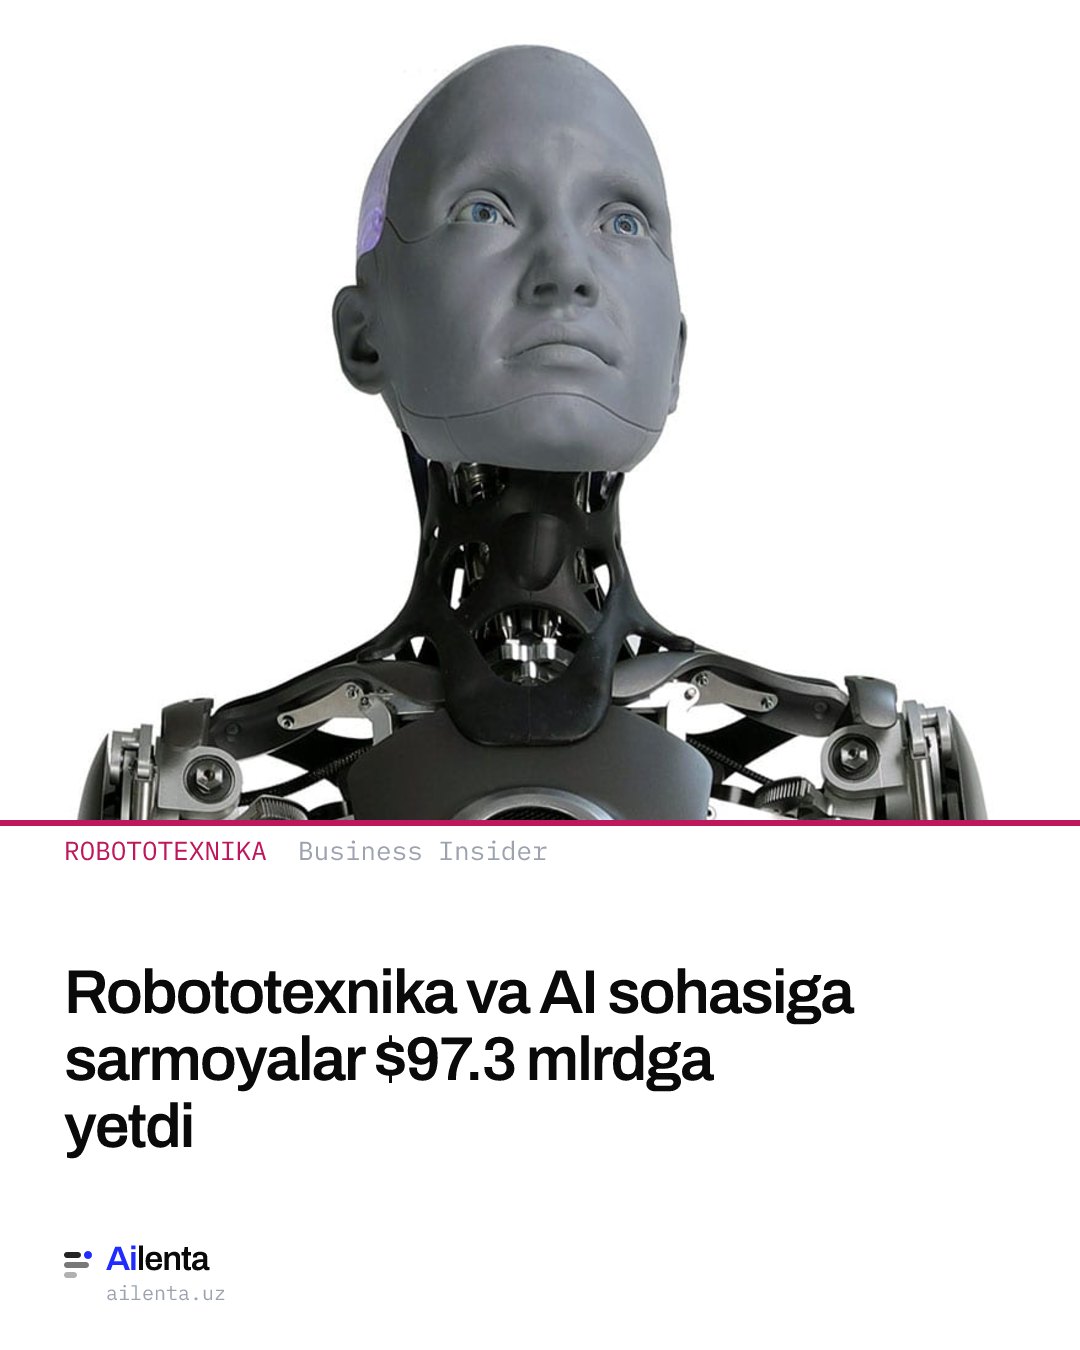 ROBOTOTEXNIKA Business Insider
Robototexnika va AI sohasiga
sarmoyalar $97.3 mlrdga
yetdi
Ailenta
ailenta.uz